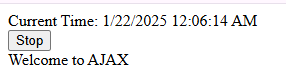 Current Time: 1/22/2025 12:06:14 AM
Stop
Welcome to AJAX